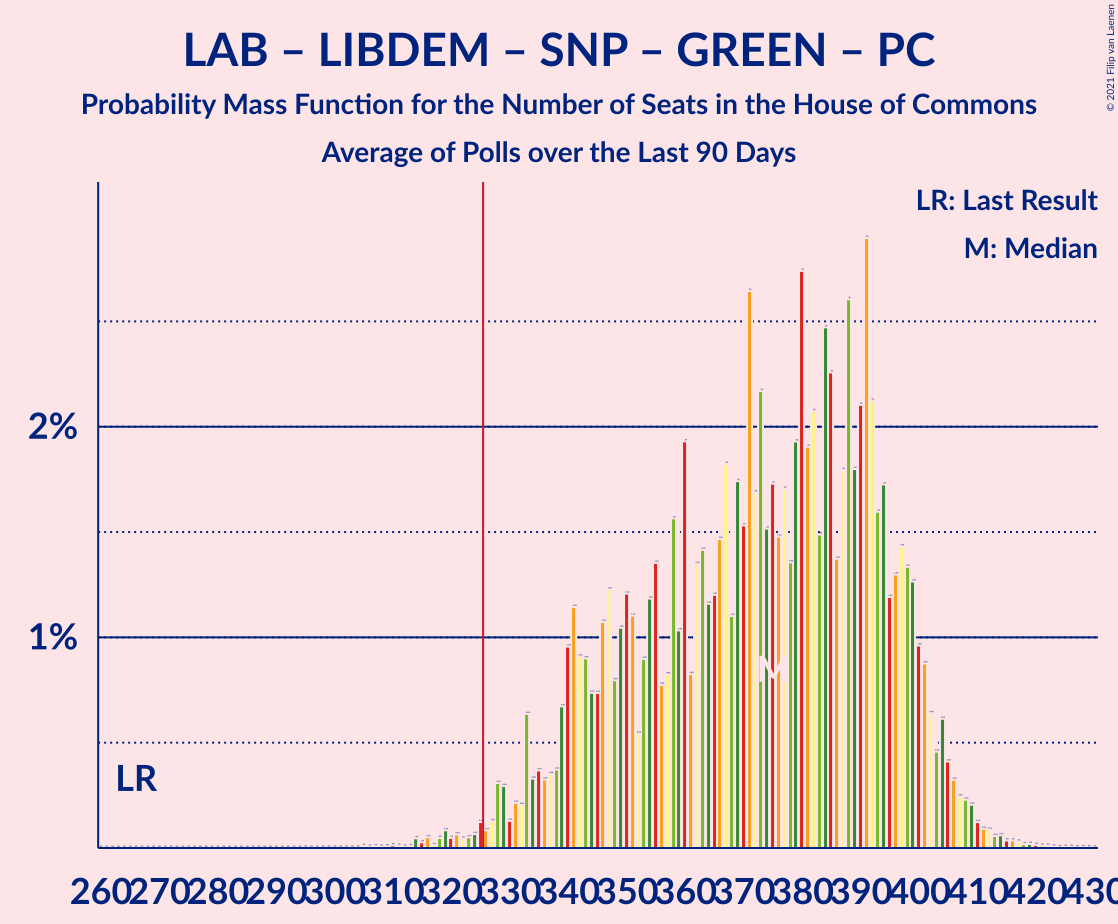 LAB – LIBDEM – SNP – GREEN – PC
Probability Mass Function for the Number of Seats in the House of Commons
Average of Polls over the Last 90 Days
© 2021 Filip van Laenen
LR: Last Result
M: Median
2%
1%
M
LR
260 270 280 290 300 310 320 330 340 350 360 370 380 390 400 410 420 430